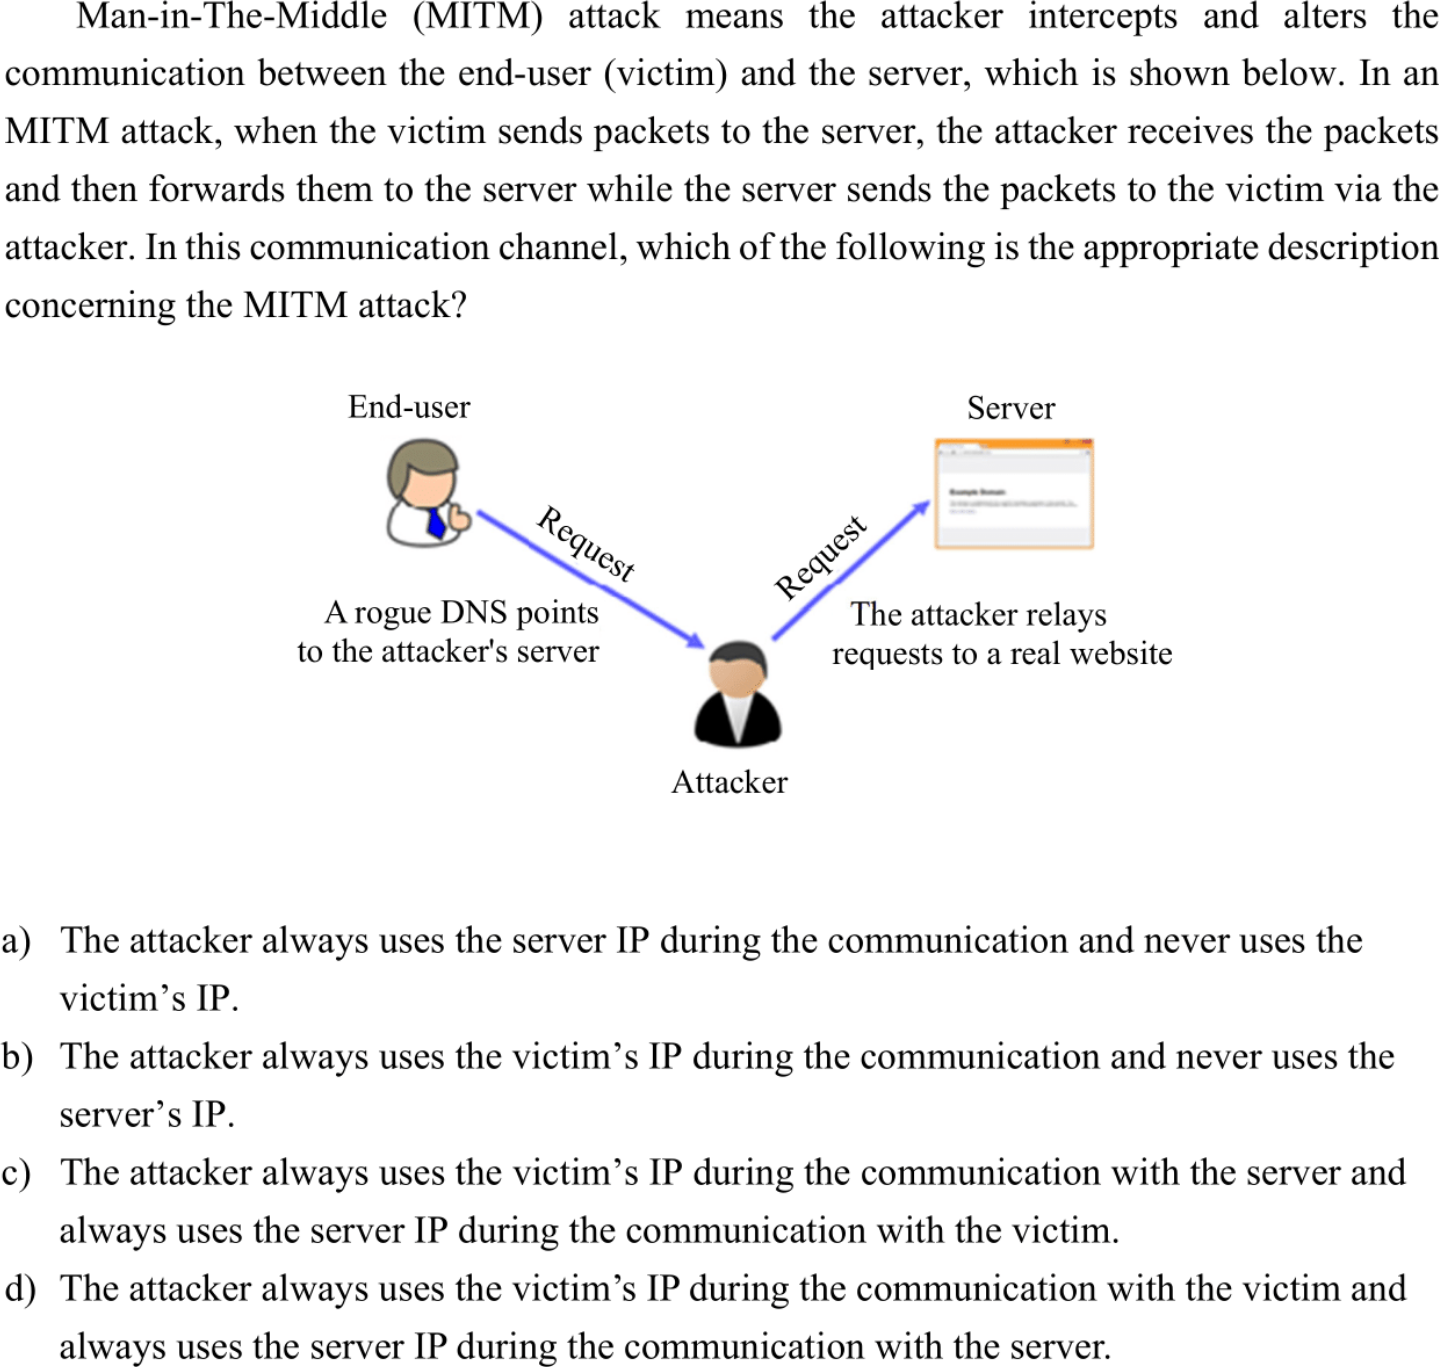 Man-in-The-Middle (MITM) attack means the attacker intercepts and alters the
communication between the end-user (victim) and the server, which is shown below. In an
MITM attack, when the victim sends packets to the server, the attacker receives the packets
and then forwards them to the server while the server sends the packets to the victim via the
attacker. In this communication channel, which of the following is the appropriate description
concerning the MITM attack?
End-user
Server
Example Domain
Request
Request
A rogue DNS points
to the attacker's server
The attacker relays
requests to a real website
Attacker
a) The attacker always uses the server IP during the communication and never uses the
victim’s IP.
b) The attacker always uses the victim’s IP during the communication and never uses the
server’s IP.
c) The attacker always uses the victim’s IP during the communication with the server and
always uses the server IP during the communication with the victim.
d) The attacker always uses the victim’s IP during the communication with the victim and
always uses the server IP during the communication with the server.